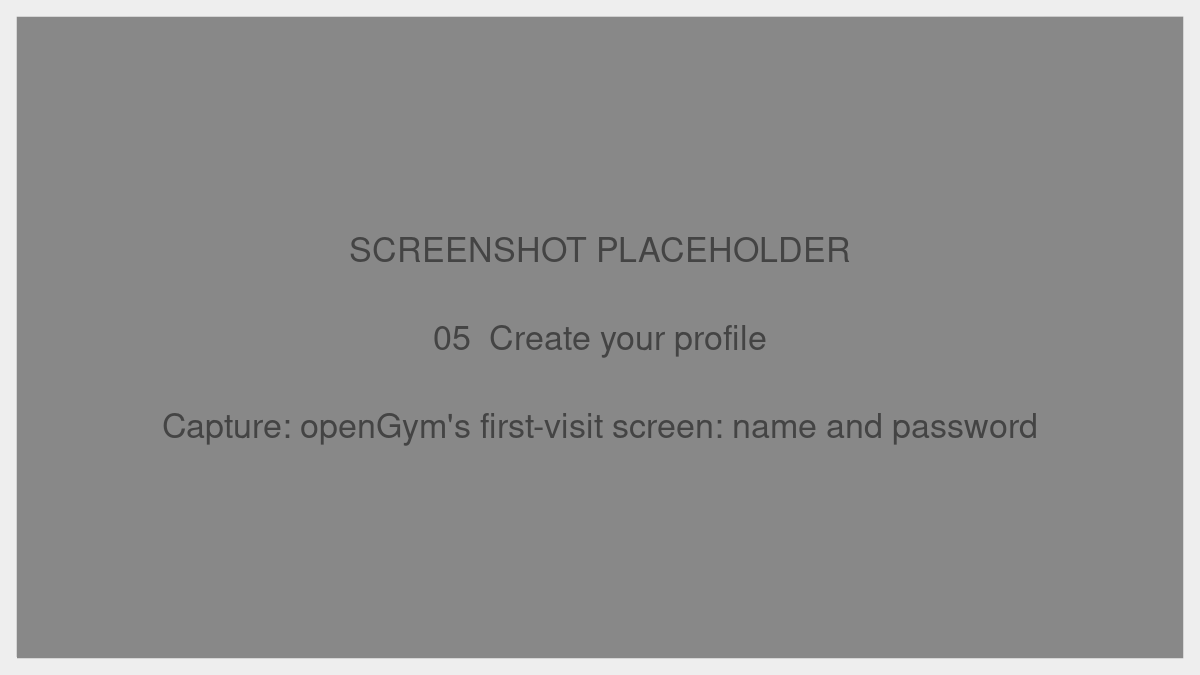 SCREENSHOT PLACEHOLDER
05  Create your profile
Capture: openGym's first-visit screen: name and password